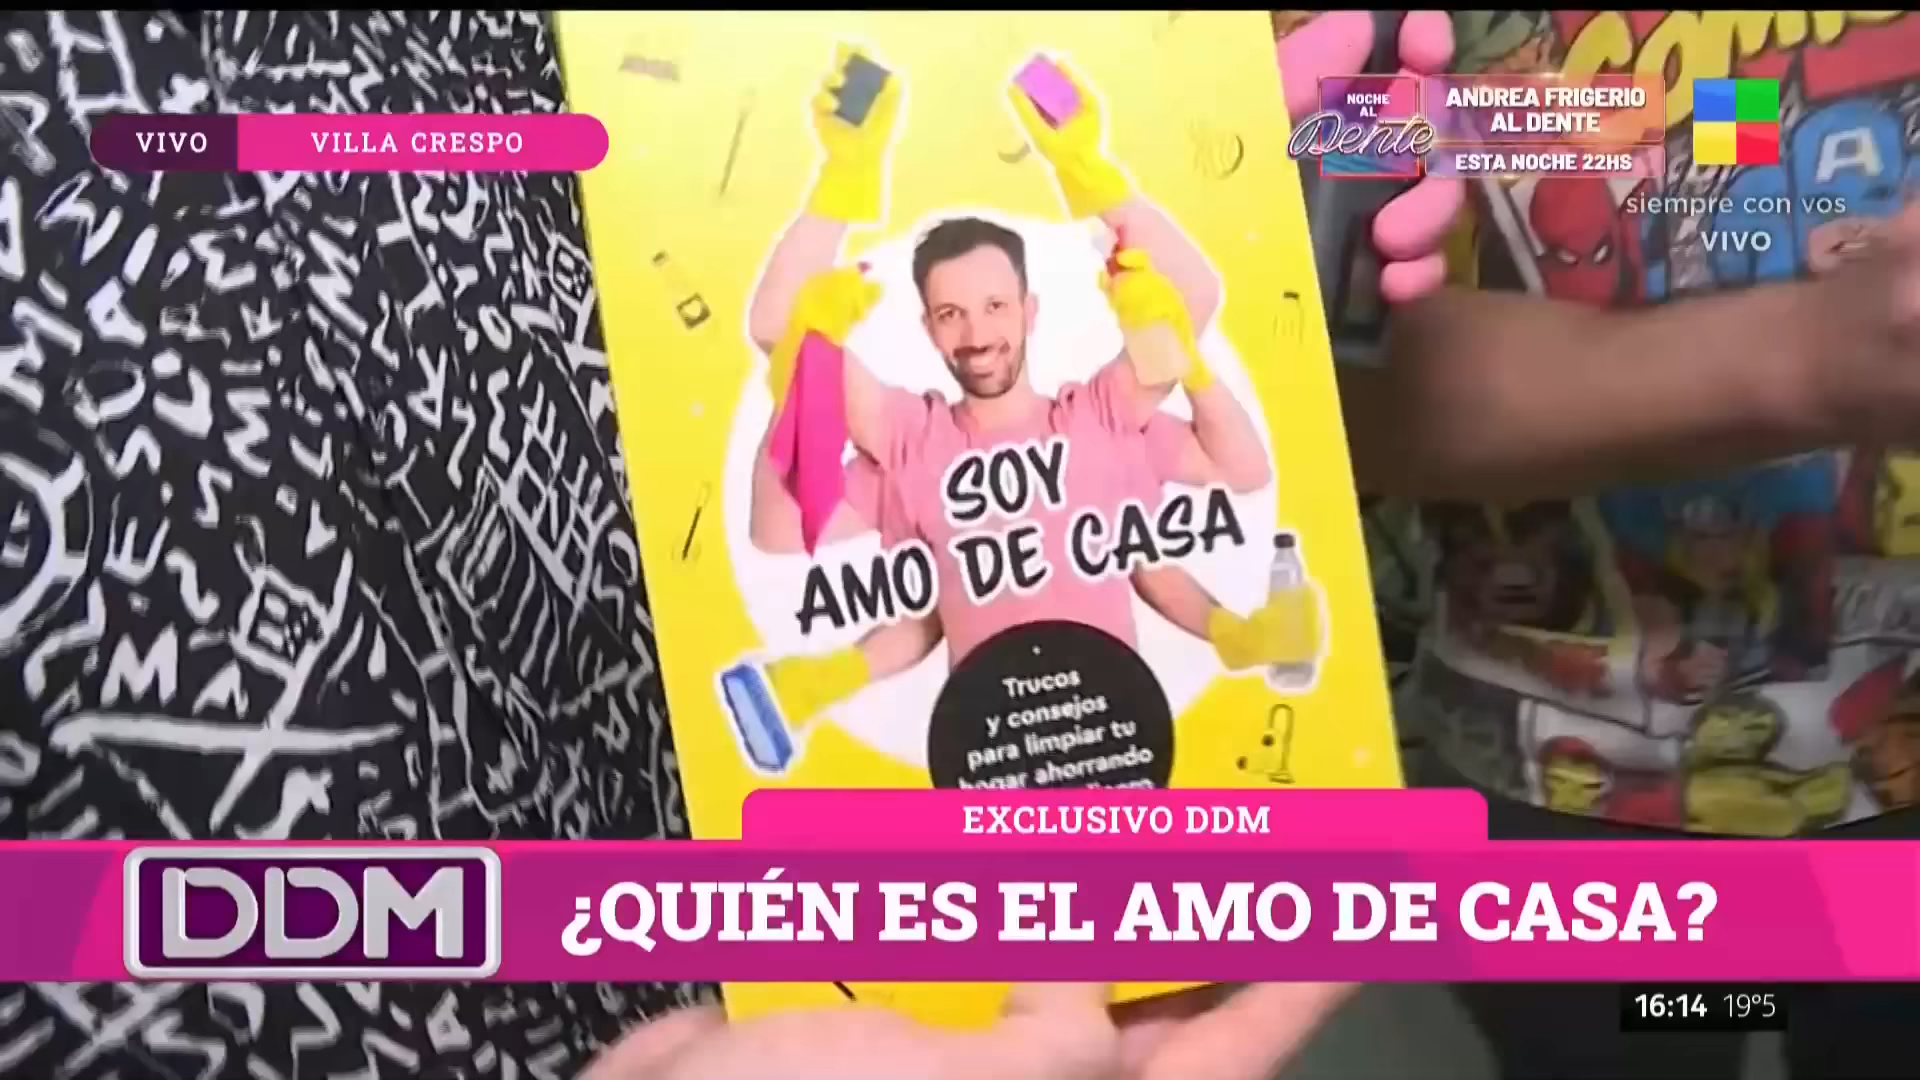 VIVO
VILLA CRESPO
NOCHE
AL
Dente
ANDREA FRIGERIO
AL DENTE
ESTA NOCHE 22HS
siempre con vos
VIVO
A
SOY
AMO DE CASA
Trucos
y consejos
para limpiar tu
hogar ahorrando
EXCLUSIVO DDM
DDM
¿QUIÉN ES EL AMO DE CASA?
16:14 19°5